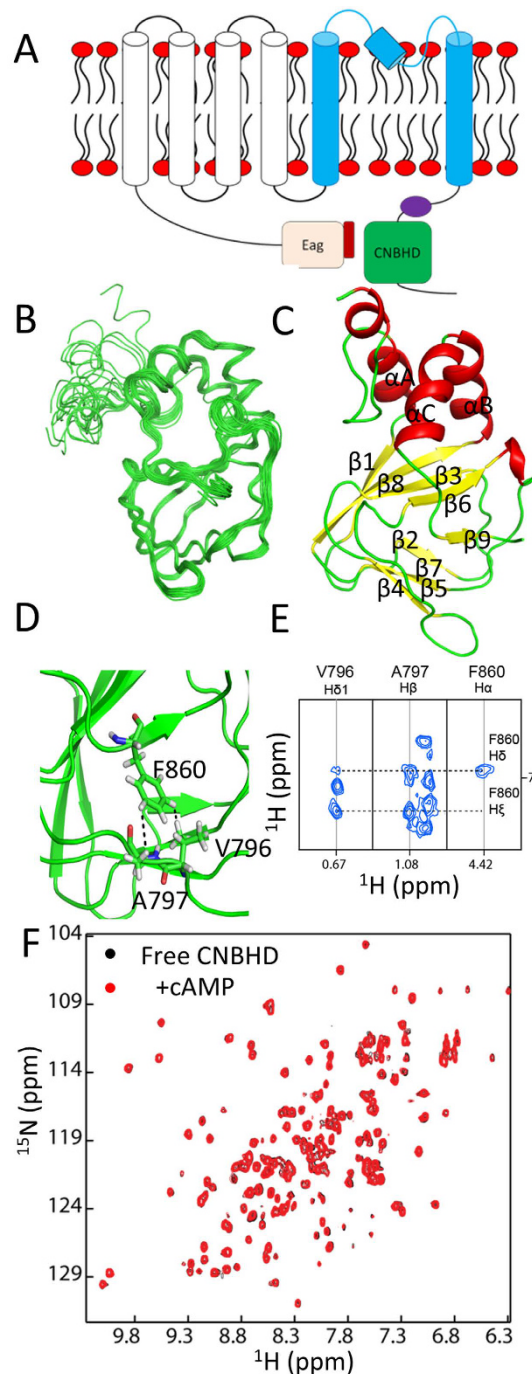 A
Eag
CNBHD
B
C
αA
αC
αB
β1
β8
β3
β6
β2
β9
β7
β4
β5
D
F860
V796
A797
E
V796 A797 F860
Hδ1 Hβ Hα
F860
Hδ
7
F860
Hξ
¹H (ppm)
0.67 1.08 4.42
¹H (ppm)
F
104
Free CNBHD
+cAMP
109
114
119
124
129
¹⁵N (ppm)
9.8 9.3 8.8 8.3 7.8 7.3 6.8 6.3
¹H (ppm)